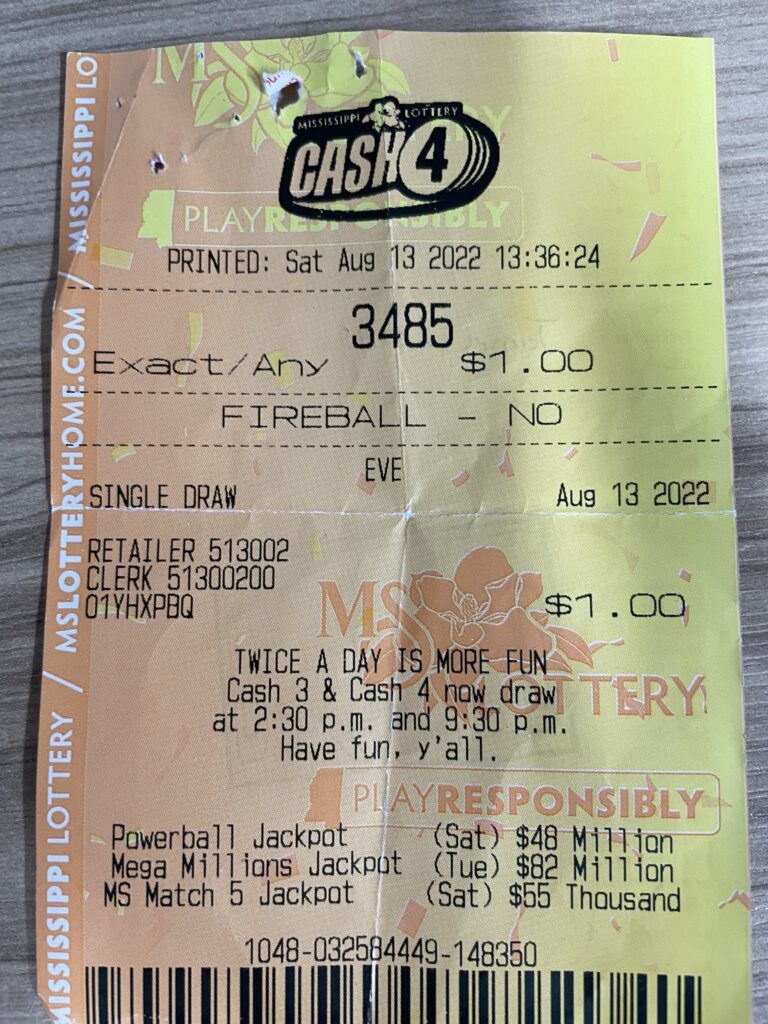 MS
MISSISSIPPI LOTTERY
CASH 4
PLAYRESPONSIBLY
PRINTED: Sat Aug 13 2022 13:36:24
3485
Exact/Any $1.00
FIREBALL - NO
EVE
SINGLE DRAW Aug 13 2022
RETAILER 513002
CLERK 51300200
01YHXPBQ $1.00
MS
LOTTERY
TWICE A DAY IS MORE FUN
Cash 3 & Cash 4 now draw
at 2:30 p.m. and 9:30 p.m.
Have fun, y'all.
PLAYRESPONSIBLY
Powerball Jackpot (Sat) $48 Million
Mega Millions Jackpot (Tue) $82 Million
MS Match 5 Jackpot (Sat) $55 Thousand
1048-032584449-148350
MISSISSIPPI LOTTERY / MSLOTTERYHOME.COM / MISSISSIPPI LO